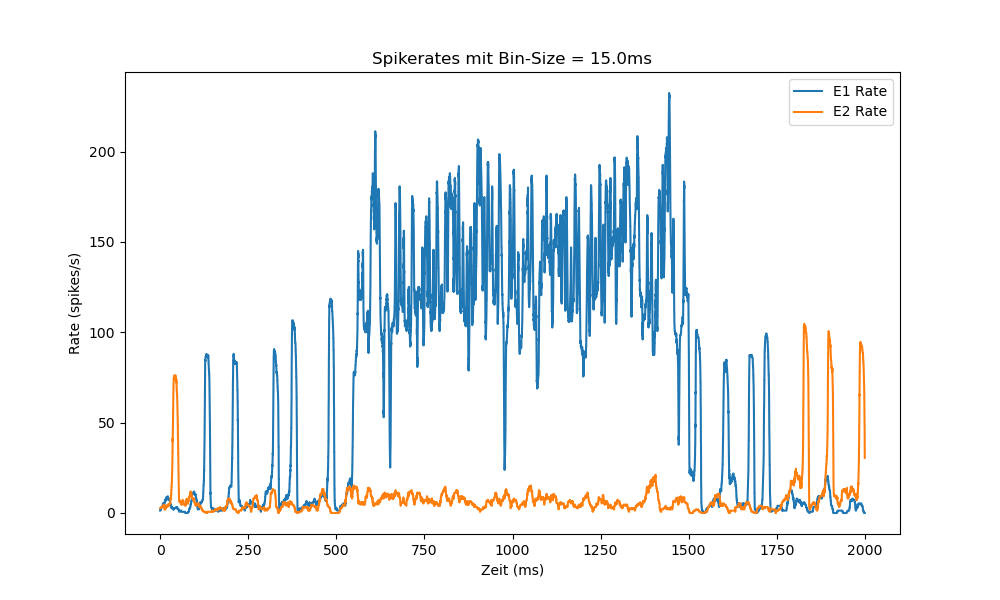 Spikerates mit Bin-Size = 15.0ms
E1 Rate
E2 Rate
Rate (spikes/s)
200
150
100
50
0
0 250 500 750 1000 1250 1500 1750 2000
Zeit (ms)